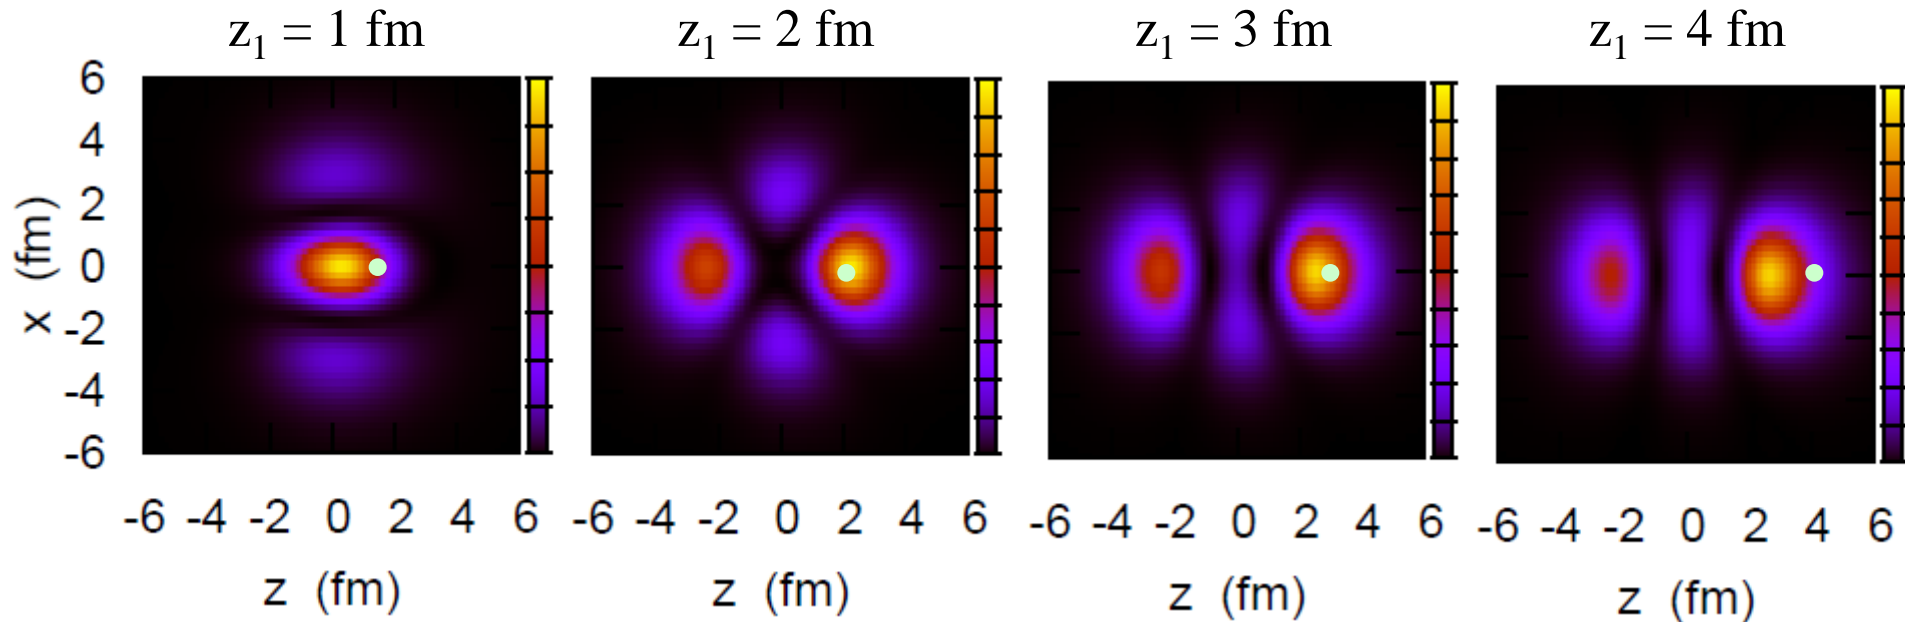 z₁ = 1 fm z₁ = 2 fm z₁ = 3 fm z₁ = 4 fm
6
4
2
0
-2
-4
-6
x (fm)
-6 -4 -2 0 2 4 6 -6 -4 -2 0 2 4 6 -6 -4 -2 0 2 4 6 -6 -4 -2 0 2 4 6
z (fm) z (fm) z (fm) z (fm)